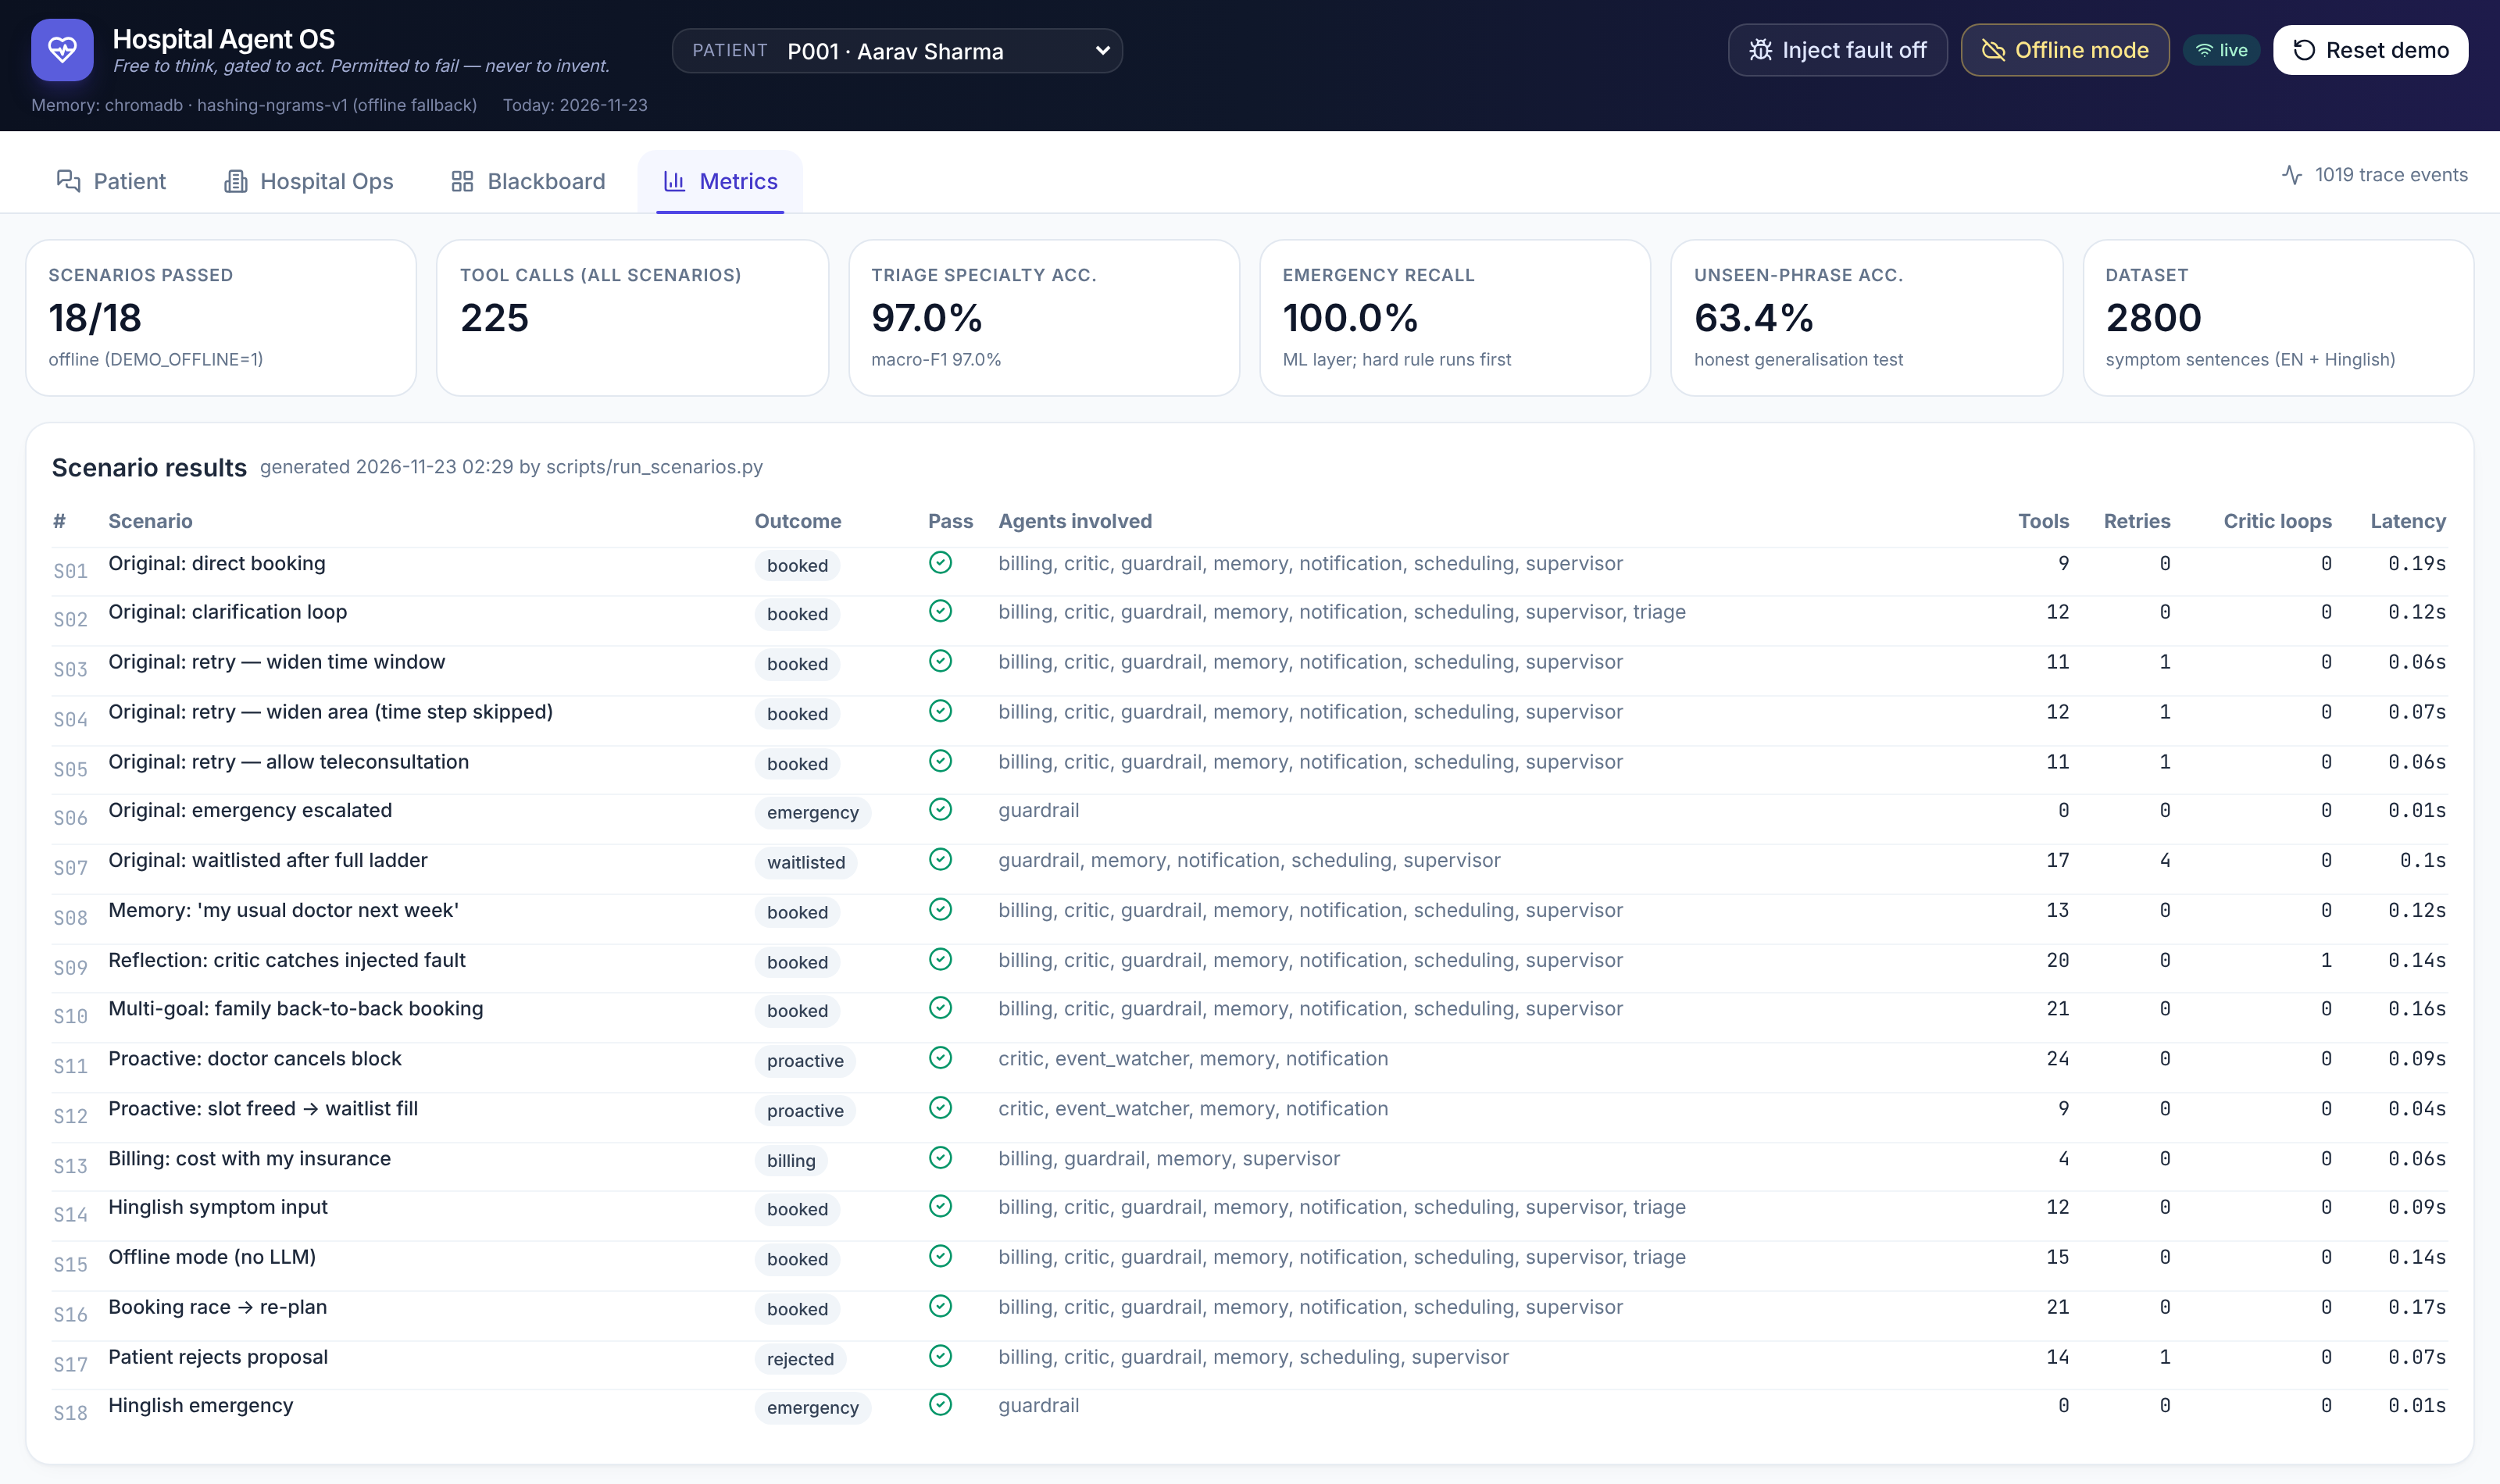 Hospital Agent OS
Free to think, gated to act. Permitted to fail — never to invent.
Memory: chromadb · hashing-ngrams-v1 (offline fallback) Today: 2026-11-23
PATIENT P001 · Aarav Sharma
Inject fault off
Offline mode
live
Reset demo
Patient
Hospital Ops
Blackboard
Metrics
1019 trace events
SCENARIOS PASSED
18/18
offline (DEMO_OFFLINE=1)
TOOL CALLS (ALL SCENARIOS)
225
TRIAGE SPECIALTY ACC.
97.0%
macro-F1 97.0%
EMERGENCY RECALL
100.0%
ML layer; hard rule runs first
UNSEEN-PHRASE ACC.
63.4%
honest generalisation test
DATASET
2800
symptom sentences (EN + Hinglish)
Scenario results generated 2026-11-23 02:29 by scripts/run_scenarios.py
# Scenario Outcome Pass Agents involved Tools Retries Critic loops Latency
S01 Original: direct booking booked billing, critic, guardrail, memory, notification, scheduling, supervisor 9 0 0 0.19s
S02 Original: clarification loop booked billing, critic, guardrail, memory, notification, scheduling, supervisor, triage 12 0 0 0.12s
S03 Original: retry — widen time window booked billing, critic, guardrail, memory, notification, scheduling, supervisor 11 1 0 0.06s
S04 Original: retry — widen area (time step skipped) booked billing, critic, guardrail, memory, notification, scheduling, supervisor 12 1 0 0.07s
S05 Original: retry — allow teleconsultation booked billing, critic, guardrail, memory, notification, scheduling, supervisor 11 1 0 0.06s
S06 Original: emergency escalated emergency guardrail 0 0 0 0.01s
S07 Original: waitlisted after full ladder waitlisted guardrail, memory, notification, scheduling, supervisor 17 4 0 0.1s
S08 Memory: 'my usual doctor next week' booked billing, critic, guardrail, memory, notification, scheduling, supervisor 13 0 0 0.12s
S09 Reflection: critic catches injected fault booked billing, critic, guardrail, memory, notification, scheduling, supervisor 20 0 1 0.14s
S10 Multi-goal: family back-to-back booking booked billing, critic, guardrail, memory, notification, scheduling, supervisor 21 0 0 0.16s
S11 Proactive: doctor cancels block proactive critic, event_watcher, memory, notification 24 0 0 0.09s
S12 Proactive: slot freed → waitlist fill proactive critic, event_watcher, memory, notification 9 0 0 0.04s
S13 Billing: cost with my insurance billing billing, guardrail, memory, supervisor 4 0 0 0.06s
S14 Hinglish symptom input booked billing, critic, guardrail, memory, notification, scheduling, supervisor, triage 12 0 0 0.09s
S15 Offline mode (no LLM) booked billing, critic, guardrail, memory, notification, scheduling, supervisor, triage 15 0 0 0.14s
S16 Booking race → re-plan booked billing, critic, guardrail, memory, notification, scheduling, supervisor 21 0 0 0.17s
S17 Patient rejects proposal rejected billing, critic, guardrail, memory, scheduling, supervisor 14 1 0 0.07s
S18 Hinglish emergency emergency guardrail 0 0 0 0.01s